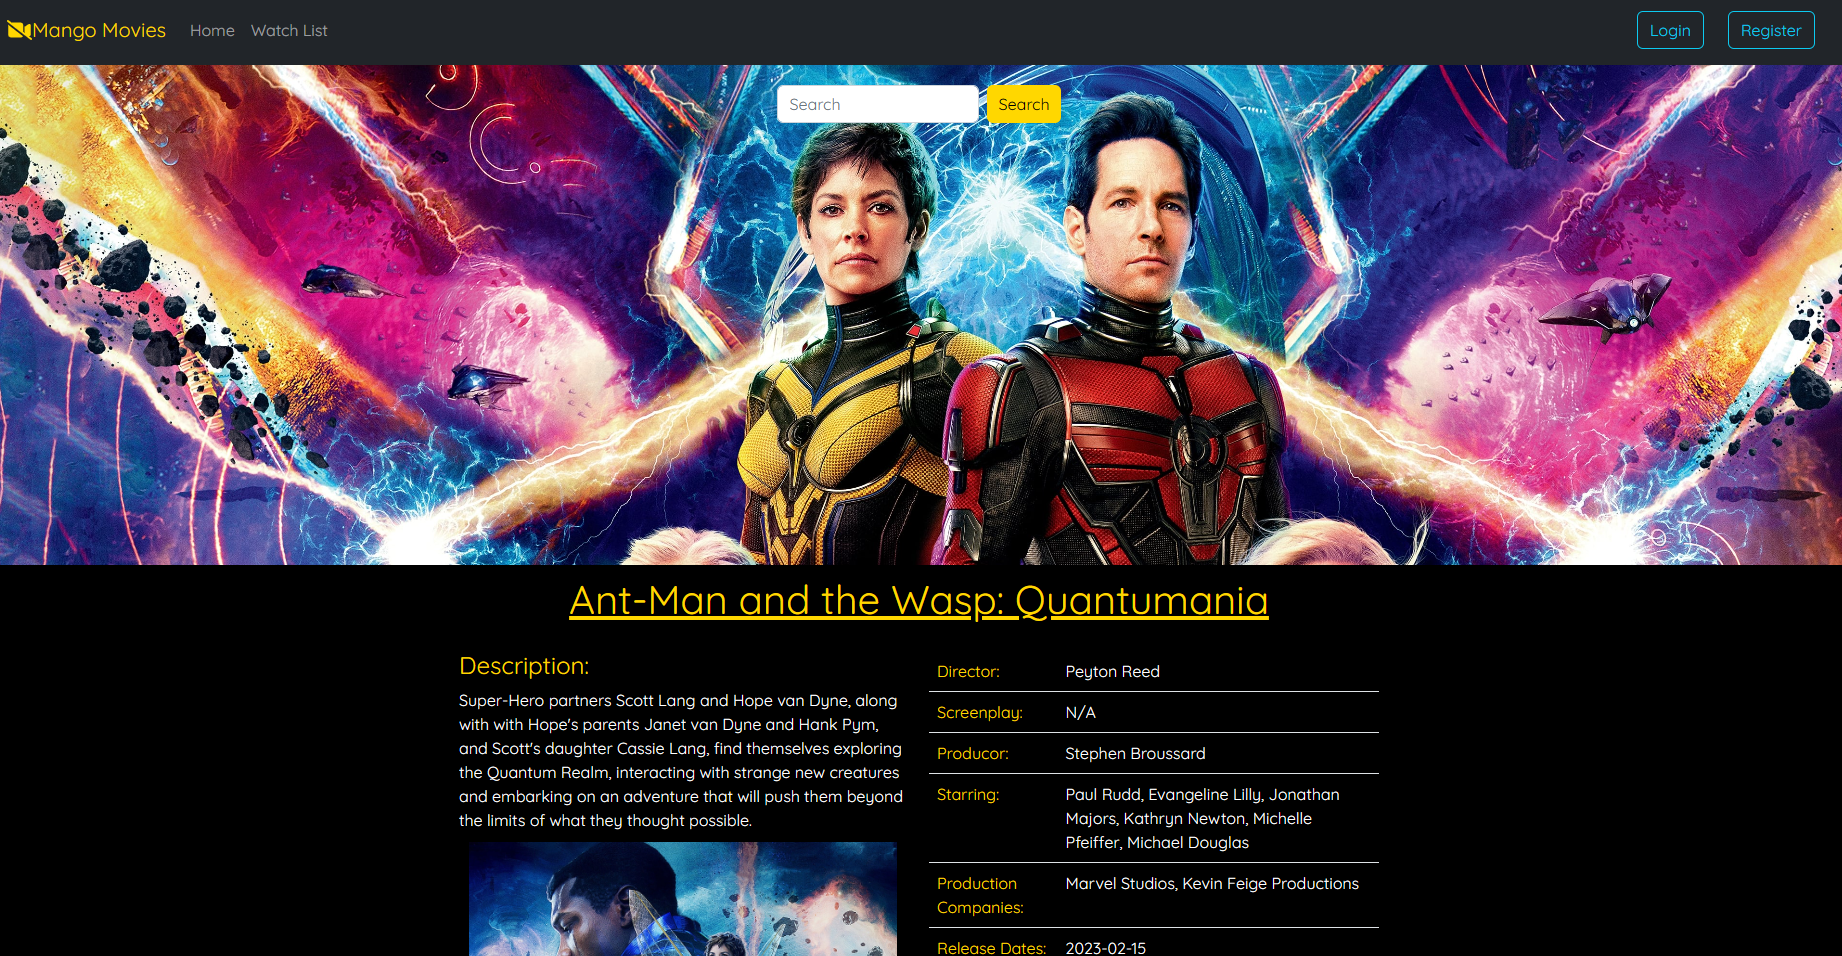 Mango Movies
Home
Watch List
Login
Register
Search
Search
Ant-Man and the Wasp: Quantumania
Description:
Super-Hero partners Scott Lang and Hope van Dyne, along
with with Hope's parents Janet van Dyne and Hank Pym,
and Scott's daughter Cassie Lang, find themselves exploring
the Quantum Realm, interacting with strange new creatures
and embarking on an adventure that will push them beyond
the limits of what they thought possible.
Director:
Peyton Reed
Screenplay:
N/A
Producor:
Stephen Broussard
Starring:
Paul Rudd, Evangeline Lilly, Jonathan
Majors, Kathryn Newton, Michelle
Pfeiffer, Michael Douglas
Production
Companies:
Marvel Studios, Kevin Feige Productions
Release Dates:
2023-02-15